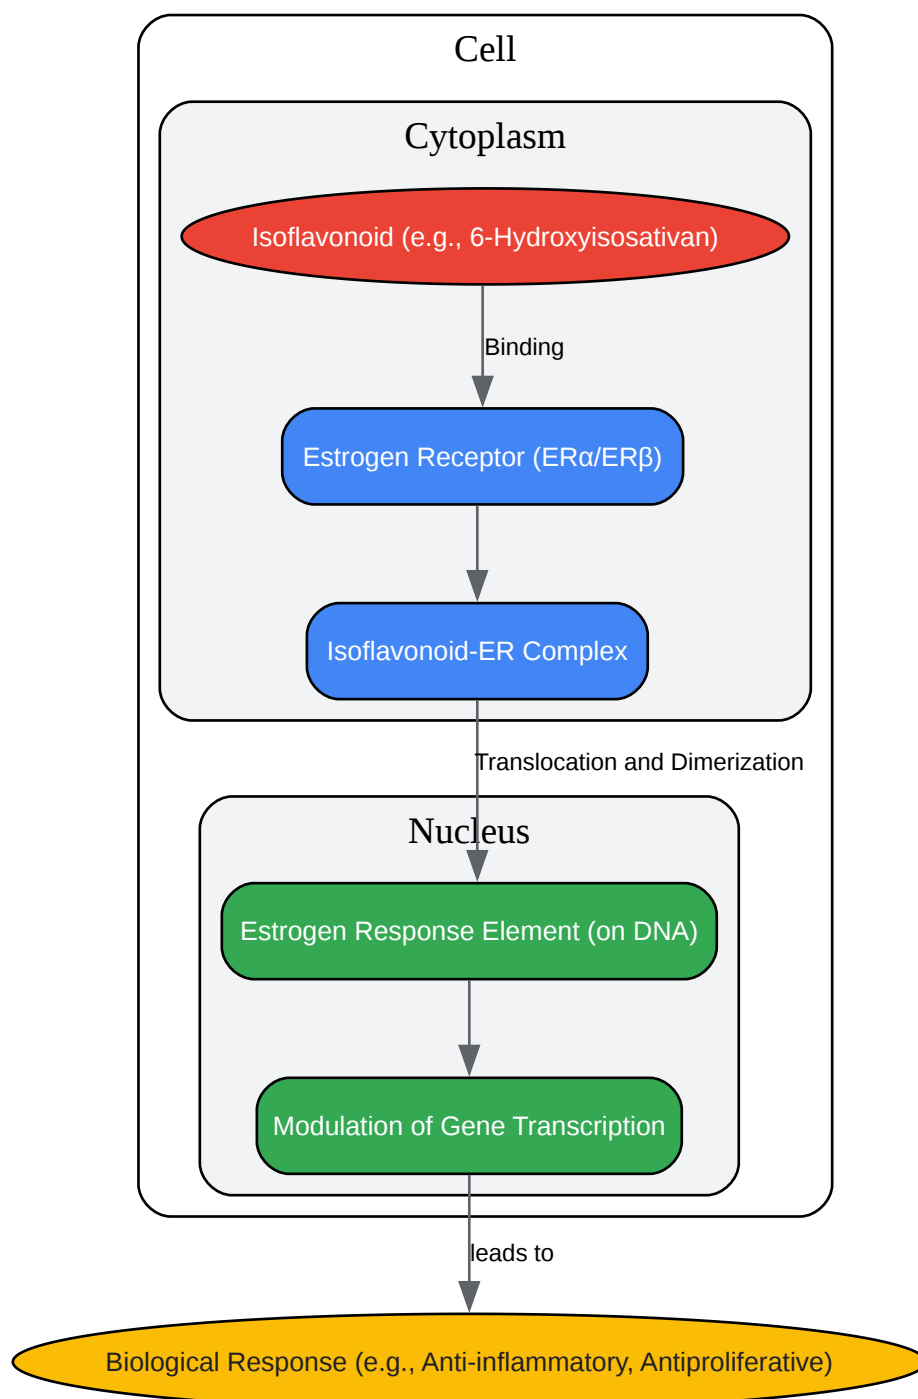 Cell
Cytoplasm
Isoflavonoid (e.g., 6-Hydroxyisosativan)
Binding
Estrogen Receptor (ERα/ERβ)
Isoflavonoid-ER Complex
Translocation and Dimerization
Nucleus
Estrogen Response Element (on DNA)
Modulation of Gene Transcription
leads to
Biological Response (e.g., Anti-inflammatory, Antiproliferative)